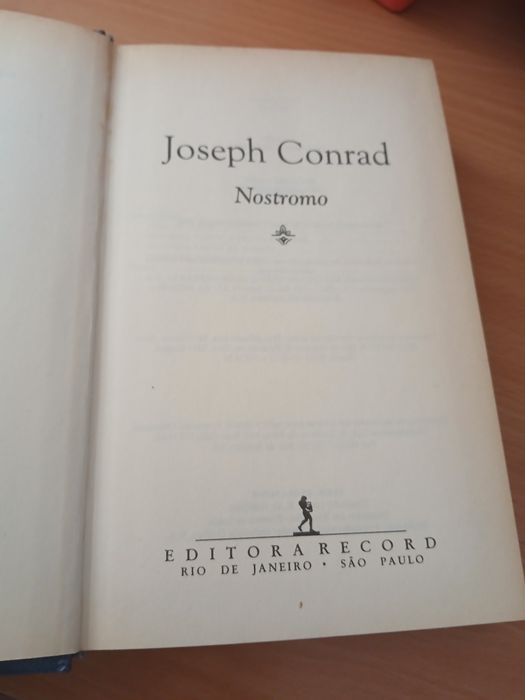 Joseph Conrad
Nostromo
EDITORA RECORD
RIO DE JANEIRO • SÃO PAULO